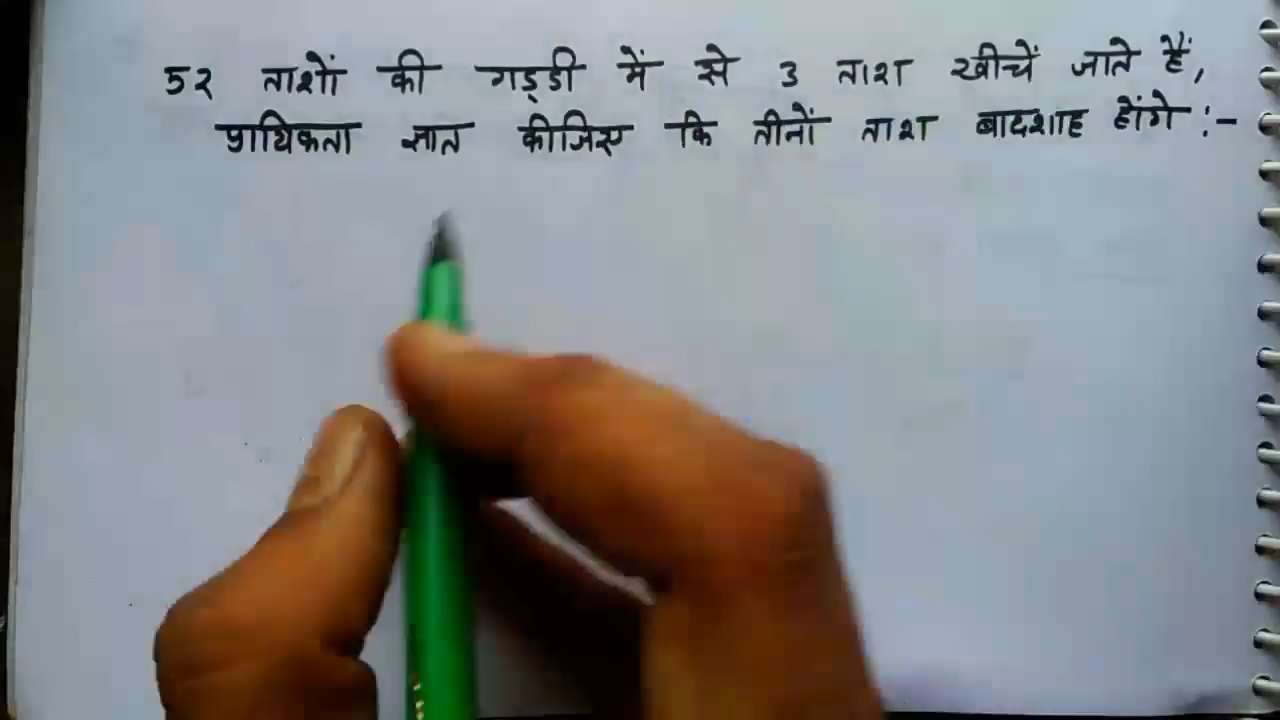 52 ताशों की गड्डी में से 3 ताश खीचें जाते हैं,
प्रायिकता ज्ञात कीजिए कि तीनों ताश बादशाह होंगे :-